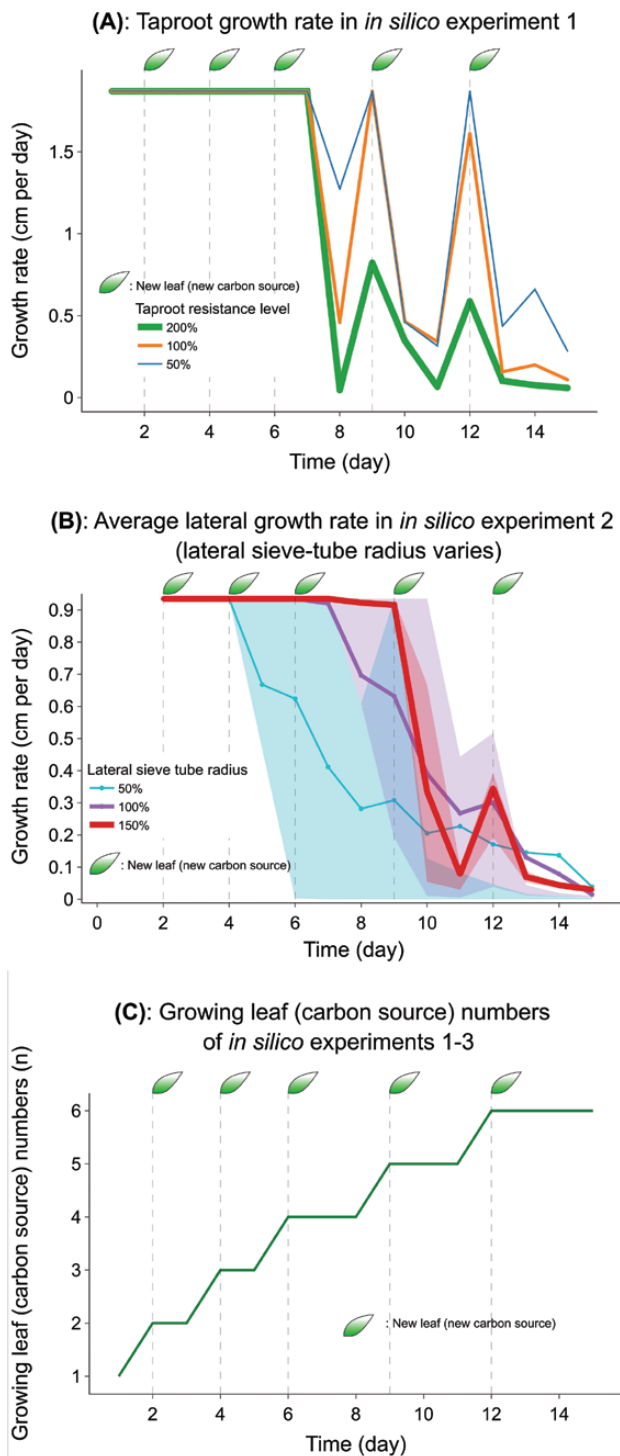 (A): Taproot growth rate in in silico experiment 1
Growth rate (cm per day)
1.5
1
0.5
0
: New leaf (new carbon source)
Taproot resistance level
200%
100%
50%
2 4 6 8 10 12 14
Time (day)
(B): Average lateral growth rate in in silico experiment 2
(lateral sieve-tube radius varies)
Growth rate (cm per day)
0.9
0.8
0.7
0.6
0.5
0.4
0.3
0.2
0.1
0
Lateral sieve tube radius
50%
100%
150%
: New leaf (new carbon source)
0 2 4 6 8 10 12 14
Time (day)
(C): Growing leaf (carbon source) numbers
of in silico experiments 1-3
Growing leaf (carbon source) numbers (n)
6
5
4
3
2
1
: New leaf (new carbon source)
2 4 6 8 10 12 14
Time (day)